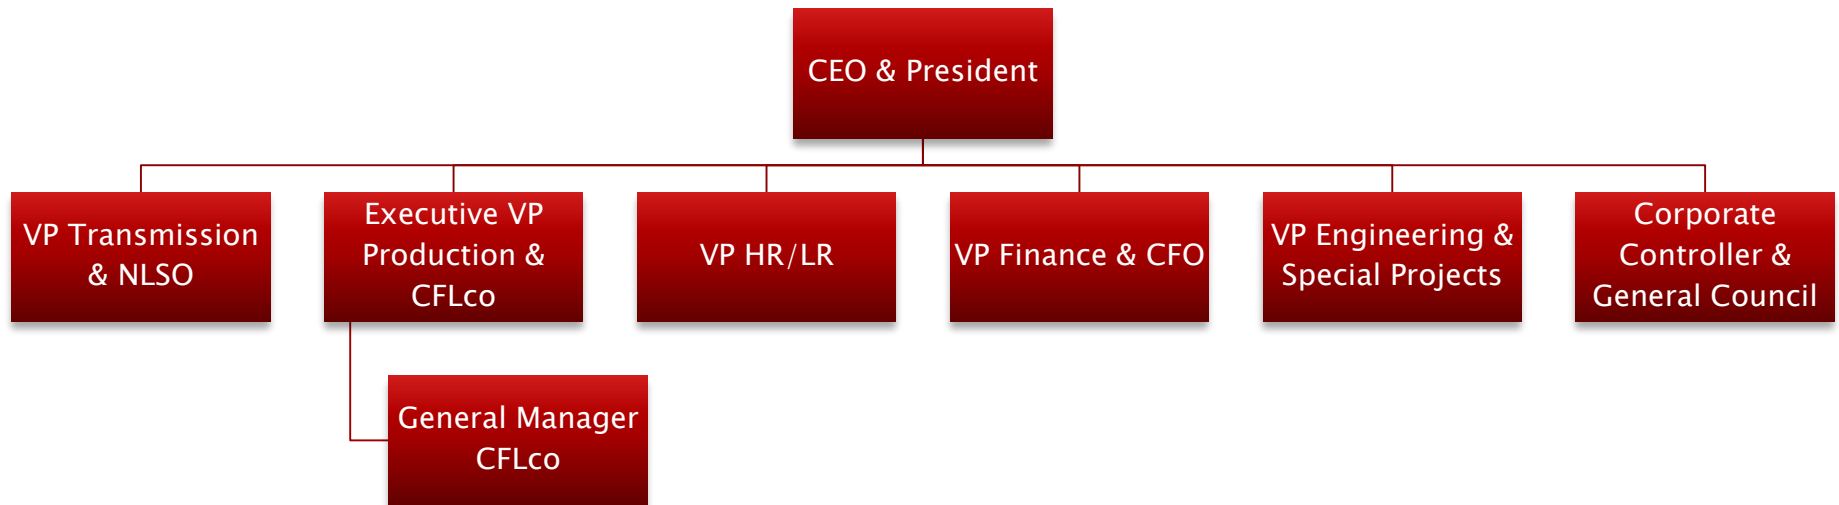 CEO & President
VP Transmission
& NLSO
Executive VP
Production &
CFLco
VP HR/LR
VP Finance & CFO
VP Engineering &
Special Projects
Corporate
Controller &
General Council
General Manager
CFLco